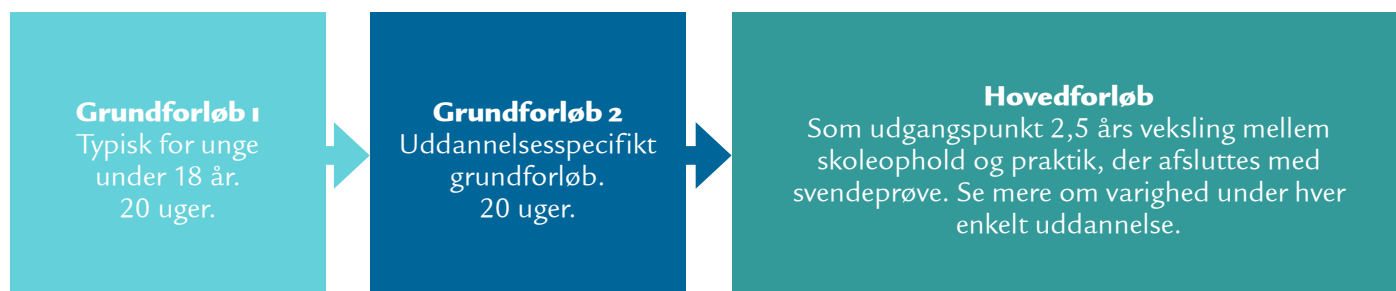 Grundforløb 1
Typisk for unge
under 18 år.
20 uger.
Grundforløb 2
Uddannelsesspecifikt
grundforløb.
20 uger.
Hovedforløb
Som udgangspunkt 2,5 års veksling mellem
skoleophold og praktik, der afsluttes med
svendeprøve. Se mere om varighed under hver
enkelt uddannelse.